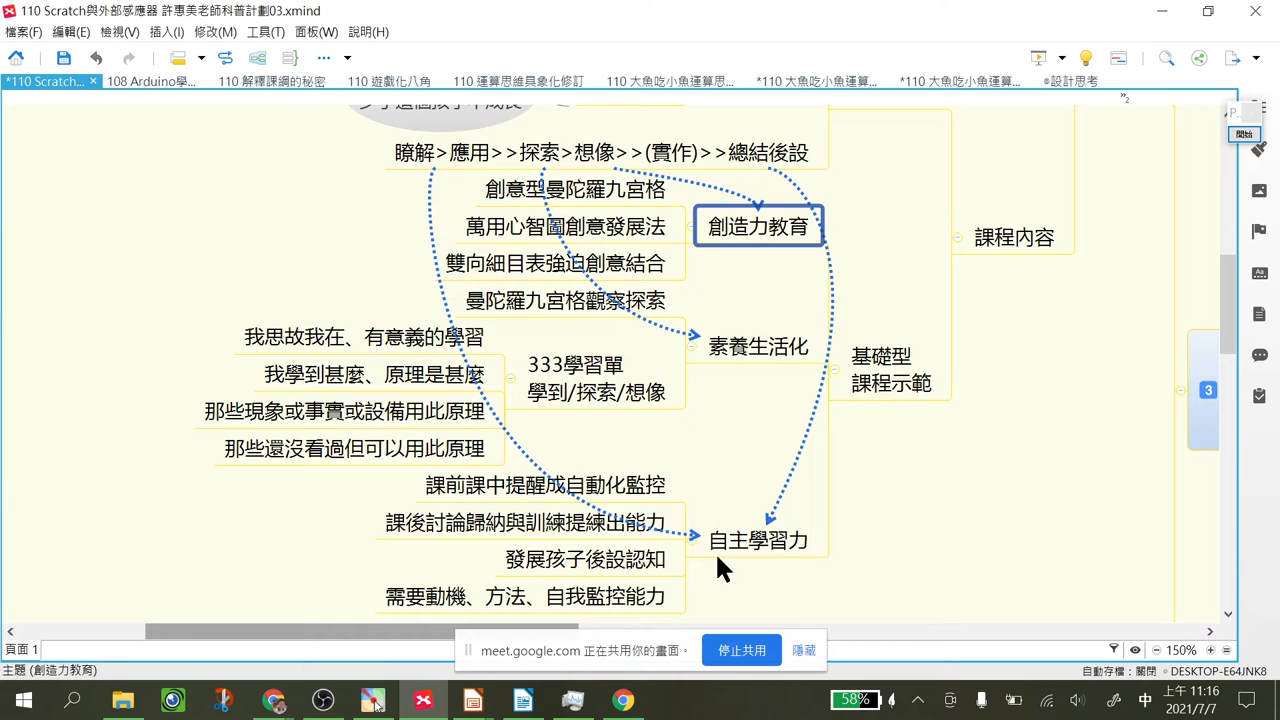 110 Scratch與外部感應器 許惠美老師科普計劃03.xmind
檔案(F) 編輯(E) 檢視(V) 插入(I) 修改(M) 工具(T) 面板(W) 說明(H)
*110 Scratch... × 108 Arduino學... 110 解釋課綱的秘密 110 遊戲化八角 110 運算思維具象化修訂 110 大魚吃小魚運算思... *110 大魚吃小魚運算... *110 大魚吃小魚運算... ®設計思考
»2
P...
開始
瞭解>應用>>探索>想像>>(實作)>>總結後設
創意型曼陀羅九宮格
萬用心智圖創意發展法
雙向細目表強迫創意結合
創造力教育
課程內容
曼陀羅九宮格觀察探索
我思故我在、有意義的學習
我學到甚麼、原理是甚麼
那些現象或事實或設備用此原理
那些還沒看過但可以用此原理
333學習單
學到/探索/想像
素養生活化
基礎型
課程示範
3
課前課中提醒成自動化監控
課後討論歸納與訓練提練出能力
發展孩子後設認知
需要動機、方法、自我監控能力
自主學習力
頁面 1
meet.google.com 正在共用你的畫面。 停止共用 隱藏
150%
主題 (創造力教育)
自動存檔：關閉 DESKTOP-E64JNK8
58% 中 上午 11:16
2021/7/7